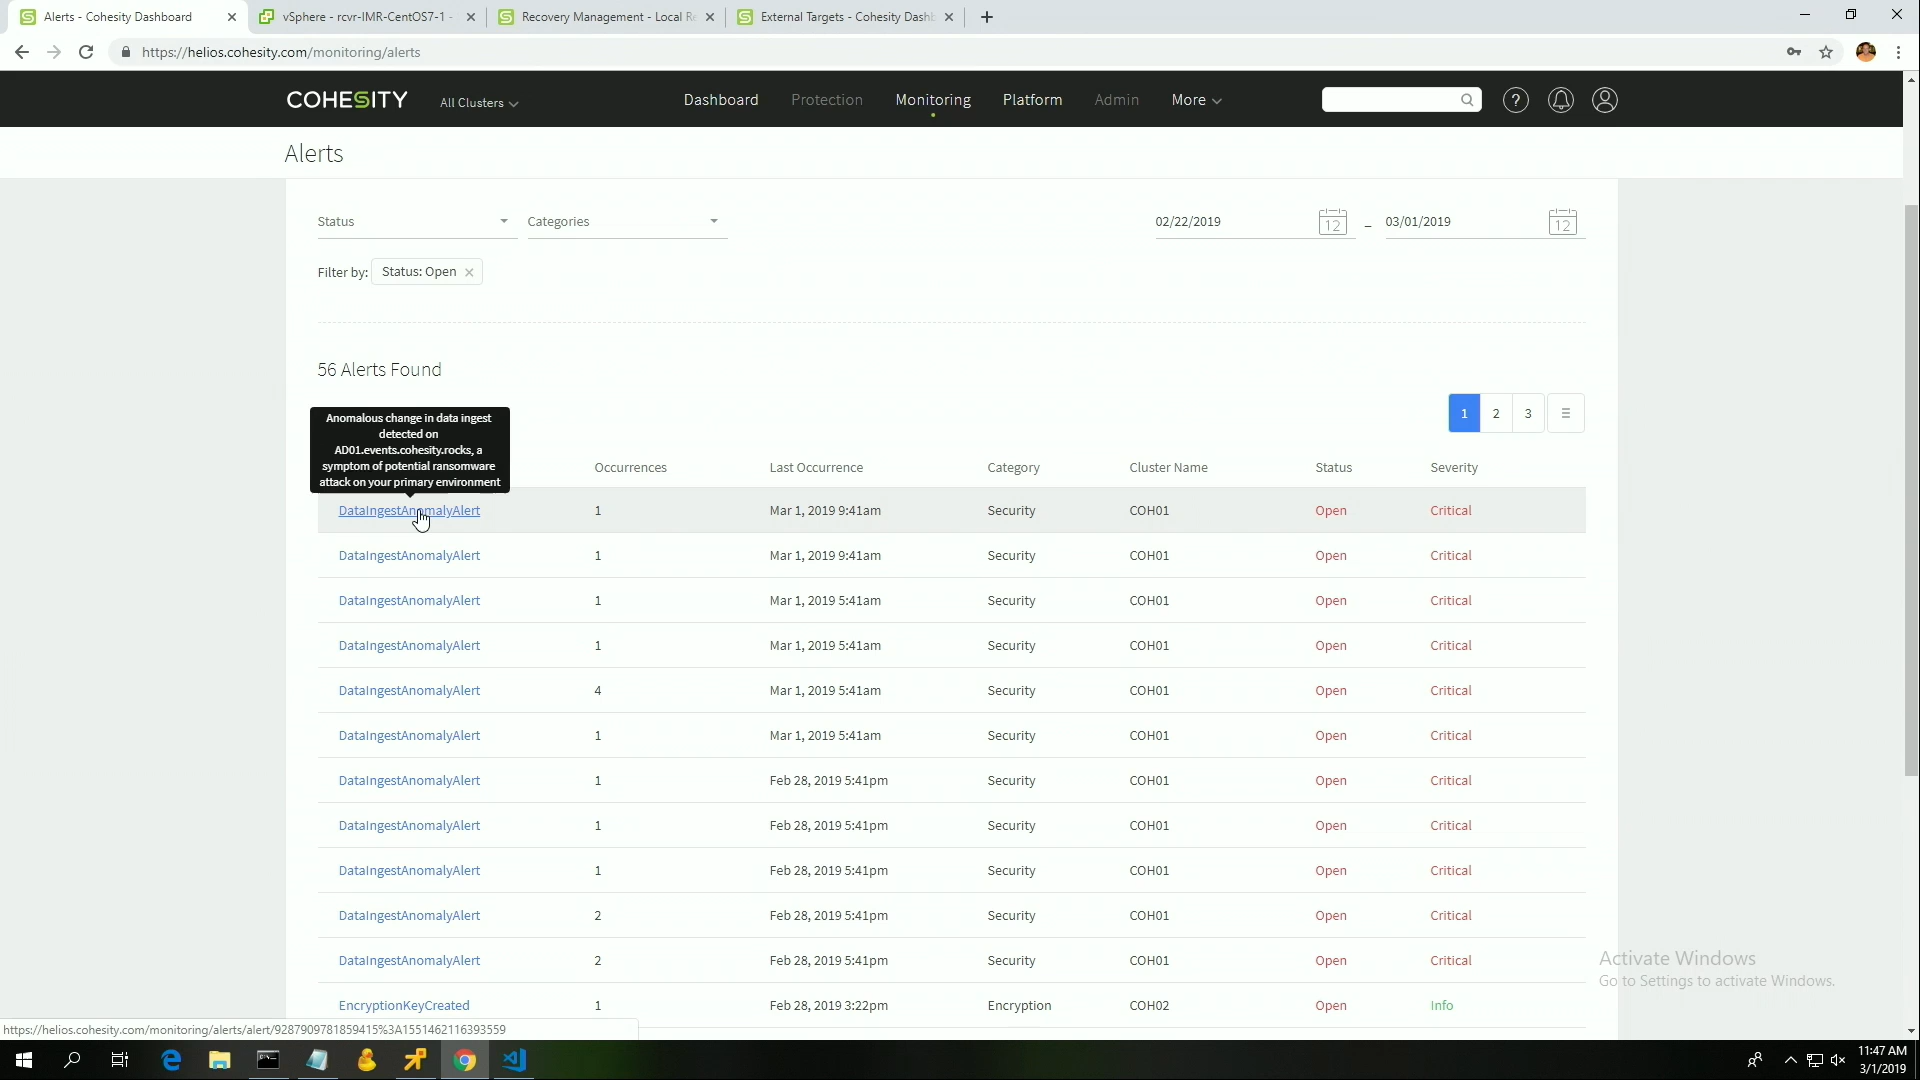 Alerts - Cohesity Dashboard
vSphere - rcvr-IMR-CentOS7-1 -
Recovery Management - Local R
External Targets - Cohesity Dashb
https://helios.cohesity.com/monitoring/alerts
COHESITY
All Clusters
Dashboard
Protection
Monitoring
Platform
Admin
More
?
Alerts
Status
Categories
02/22/2019
12
–
03/01/2019
12
Filter by:
Status: Open
56 Alerts Found
1 2 3
Anomalous change in data ingest
detected on
AD01.events.cohesity.rocks, a
symptom of potential ransomware
attack on your primary environment
Occurrences Last Occurrence Category Cluster Name Status Severity
DataIngestAnomalyAlert 1 Mar 1, 2019 9:41am Security COH01 Open Critical
DataIngestAnomalyAlert 1 Mar 1, 2019 9:41am Security COH01 Open Critical
DataIngestAnomalyAlert 1 Mar 1, 2019 5:41am Security COH01 Open Critical
DataIngestAnomalyAlert 1 Mar 1, 2019 5:41am Security COH01 Open Critical
DataIngestAnomalyAlert 4 Mar 1, 2019 5:41am Security COH01 Open Critical
DataIngestAnomalyAlert 1 Mar 1, 2019 5:41am Security COH01 Open Critical
DataIngestAnomalyAlert 1 Feb 28, 2019 5:41pm Security COH01 Open Critical
DataIngestAnomalyAlert 1 Feb 28, 2019 5:41pm Security COH01 Open Critical
DataIngestAnomalyAlert 1 Feb 28, 2019 5:41pm Security COH01 Open Critical
DataIngestAnomalyAlert 2 Feb 28, 2019 5:41pm Security COH01 Open Critical
DataIngestAnomalyAlert 2 Feb 28, 2019 5:41pm Security COH01 Open Critical
EncryptionKeyCreated 1 Feb 28, 2019 3:22pm Encryption COH02 Open Info
Activate Windows
Go to Settings to activate Windows.
https://helios.cohesity.com/monitoring/alerts/alert/9287909781859415%3A1551462116393559
11:47 AM
3/1/2019